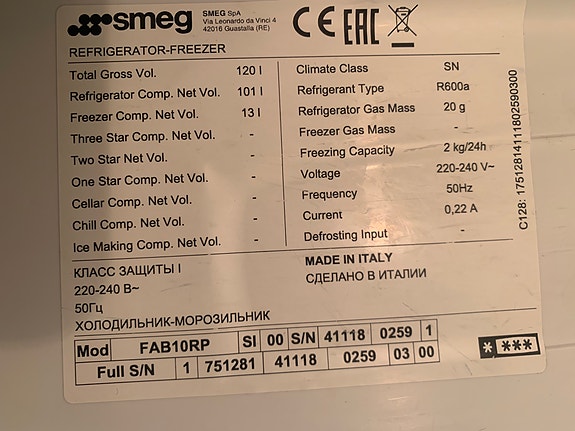 smeg SMEG SpA
Via Leonardo da Vinci 4
42016 Guastalla (RE)
CE EAC
REFRIGERATOR-FREEZER
Total Gross Vol. 120 l
Refrigerator Comp. Net Vol. 101 l
Freezer Comp. Net Vol. 13 l
Three Star Comp. Net Vol. -
Two Star Net Vol. -
One Star Comp. Net Vol. -
Cellar Comp. Net Vol. -
Chill Comp. Net Vol. -
Ice Making Comp. Net Vol. -
Climate Class SN
Refrigerant Type R600a
Refrigerator Gas Mass 20 g
Freezer Gas Mass -
Freezing Capacity 2 kg/24h
Voltage 220-240 V~
Frequency 50Hz
Current 0,22 A
Defrosting Input -
C128: 17512814111802590300
КЛАСС ЗАЩИТЫ I
220-240 В~
50Гц
ХОЛОДИЛЬНИК-МОРОЗИЛЬНИК
MADE IN ITALY
СДЕЛАНО В ИТАЛИИ
Mod FAB10RP SI 00 S/N 41118 0259 1
Full S/N 1 751281 41118 0259 03 00
* ***